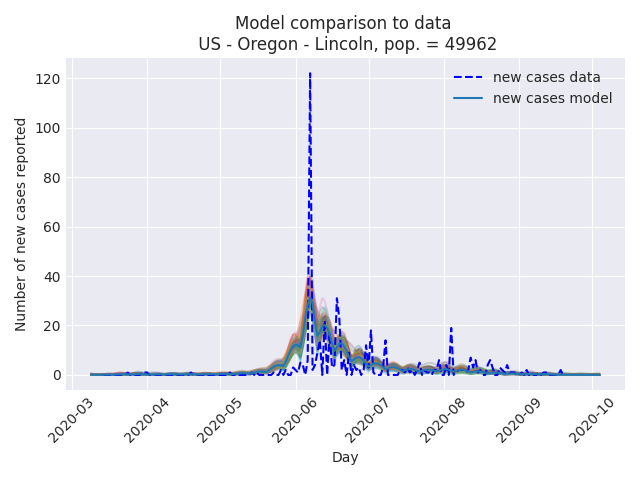 Model comparison to data
US - Oregon - Lincoln, pop. = 49962
new cases data
new cases model
Number of new cases reported
120
100
80
60
40
20
0
2020-03
2020-04
2020-05
2020-06
2020-07
2020-08
2020-09
2020-10
Day